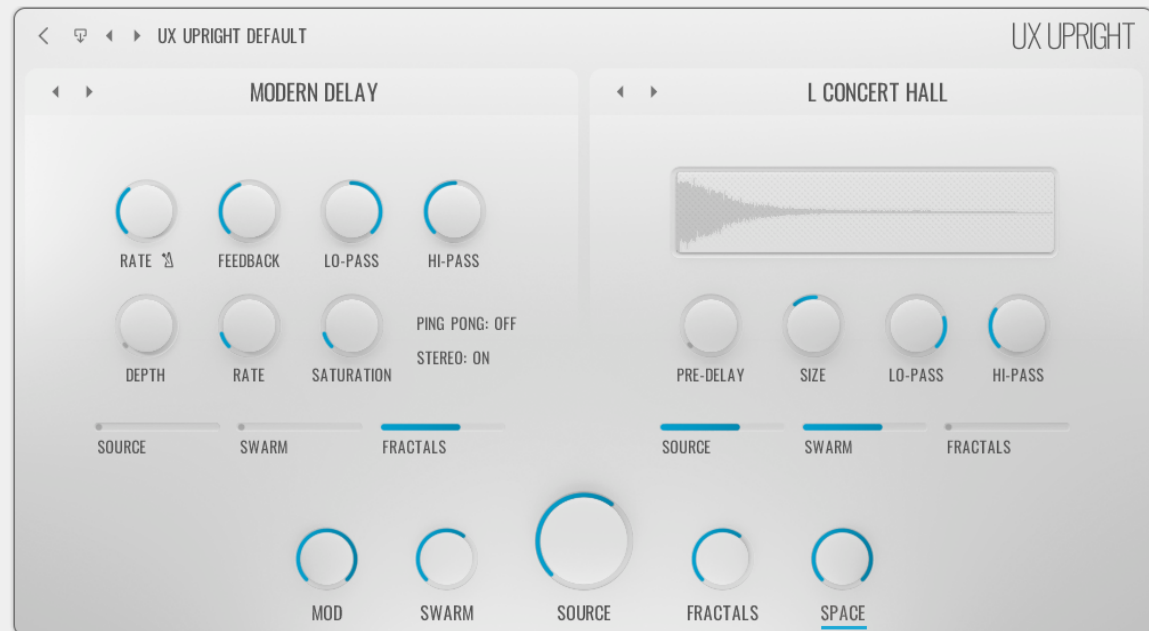 UX UPRIGHT DEFAULT
UX UPRIGHT
MODERN DELAY
L CONCERT HALL
RATE
FEEDBACK
LO-PASS
HI-PASS
DEPTH
RATE
SATURATION
PING PONG: OFF
STEREO: ON
PRE-DELAY
SIZE
LO-PASS
HI-PASS
SOURCE
SWARM
FRACTALS
SOURCE
SWARM
FRACTALS
MOD
SWARM
SOURCE
FRACTALS
SPACE